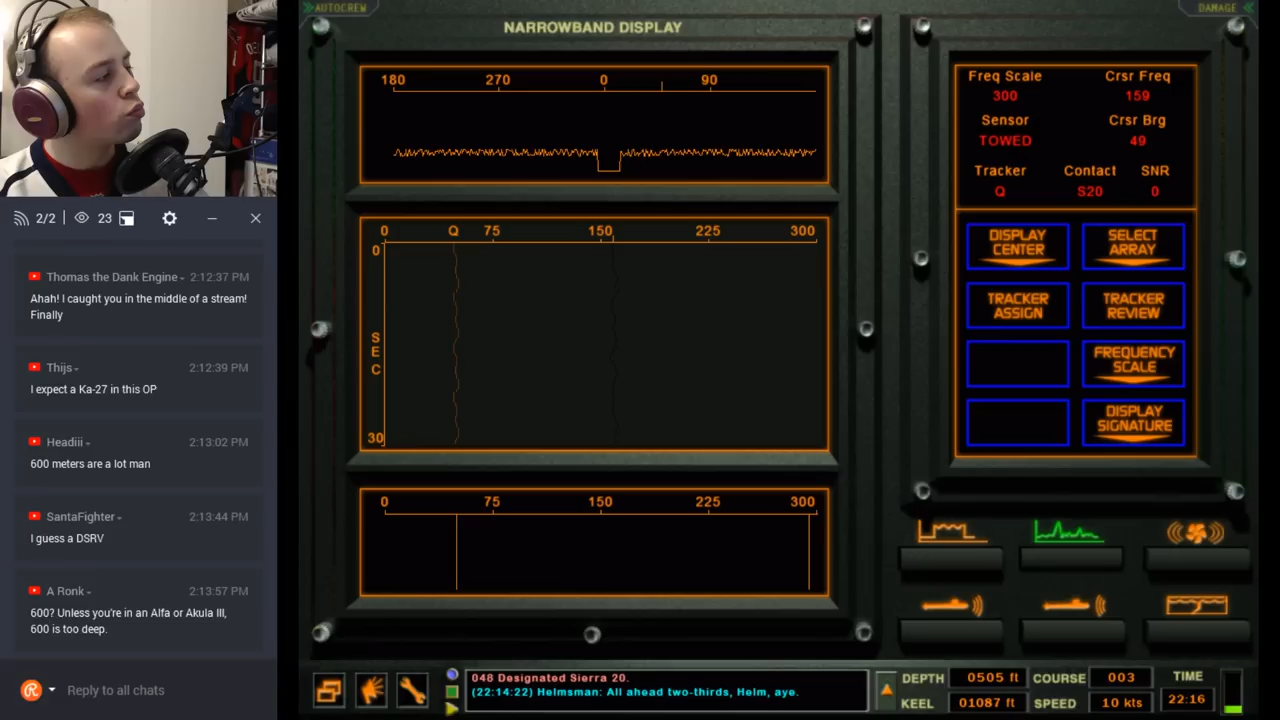 AUTOCREW
DAMAGE
NARROWBAND DISPLAY
180 270 0 90
Freq Scale Crsr Freq
300 159
Sensor Crsr Brg
TOWED 49
Tracker Contact SNR
Q S20 0
2/2 23
0 Q 75 150 225 300
0
SEC
30
DISPLAY CENTER
SELECT ARRAY
TRACKER ASSIGN
TRACKER REVIEW
FREQUENCY SCALE
DISPLAY SIGNATURE
Thomas the Dank Engine 2:12:37 PM
Ahah! I caught you in the middle of a stream!
Finally
Thijs 2:12:39 PM
I expect a Ka-27 in this OP
Headiii 2:13:02 PM
600 meters are a lot man
SantaFighter 2:13:44 PM
I guess a DSRV
A Ronk 2:13:57 PM
600? Unless you're in an Alfa or Akula III,
600 is too deep.
0 75 150 225 300
Reply to all chats
048 Designated Sierra 20.
(22:14:22) Helmsman: All ahead two-thirds, Helm, aye.
DEPTH 0505 ft COURSE 003 TIME
KEEL 01087 ft SPEED 10 kts 22:16